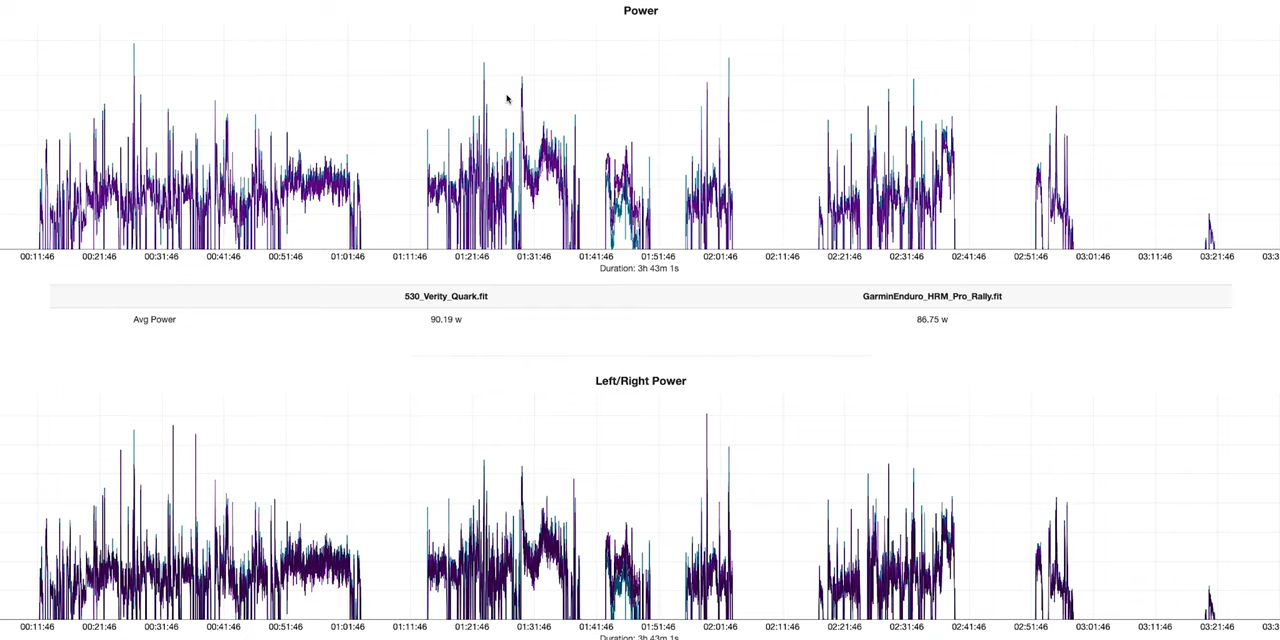 Power
00:11:46 00:21:46 00:31:46 00:41:46 00:51:46 01:01:46 01:11:46 01:21:46 01:31:46 01:41:46 01:51:46 02:01:46 02:11:46 02:21:46 02:31:46 02:41:46 02:51:46 03:01:46 03:11:46 03:21:46 03:3
Duration: 3h 43m 1s
530_Verity_Quark.fit GarminEnduro_HRM_Pro_Rally.fit
Avg Power 90.19 w 86.75 w
Left/Right Power
00:11:46 00:21:46 00:31:46 00:41:46 00:51:46 01:01:46 01:11:46 01:21:46 01:31:46 01:41:46 01:51:46 02:01:46 02:11:46 02:21:46 02:31:46 02:41:46 02:51:46 03:01:46 03:11:46 03:21:46 03:3
Duration: 3h 43m 1s